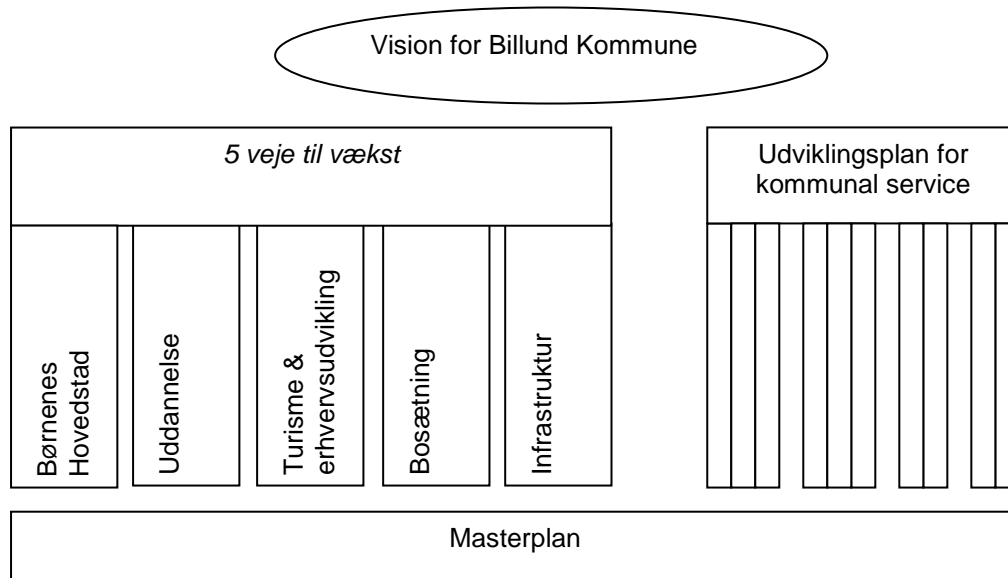 Vision for Billund Kommune
5 veje til vækst
Udviklingsplan for
kommunal service
Børnenes
Hovedstad
Uddannelse
Turisme &
erhvervsudvikling
Bosætning
Infrastruktur
Masterplan